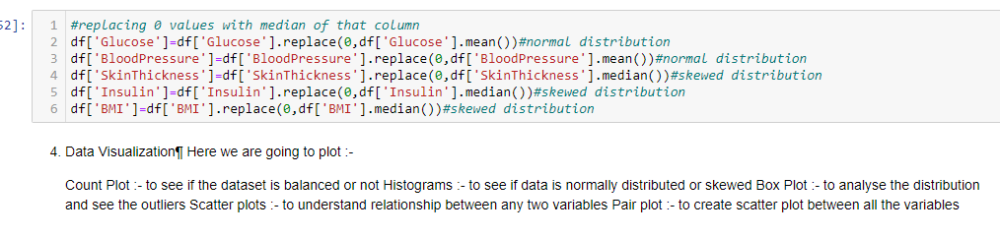 52]:
1 #replacing 0 values with median of that column
2 df['Glucose']=df['Glucose'].replace(0,df['Glucose'].mean())#normal distribution
3 df['BloodPressure']=df['BloodPressure'].replace(0,df['BloodPressure'].mean())#normal distribution
4 df['SkinThickness']=df['SkinThickness'].replace(0,df['SkinThickness'].median())#skewed distribution
5 df['Insulin']=df['Insulin'].replace(0,df['Insulin'].median())#skewed distribution
6 df['BMI']=df['BMI'].replace(0,df['BMI'].median())#skewed distribution
4. Data Visualization¶ Here we are going to plot :-
Count Plot :- to see if the dataset is balanced or not Histograms :- to see if data is normally distributed or skewed Box Plot :- to analyse the distribution
and see the outliers Scatter plots :- to understand relationship between any two variables Pair plot :- to create scatter plot between all the variables